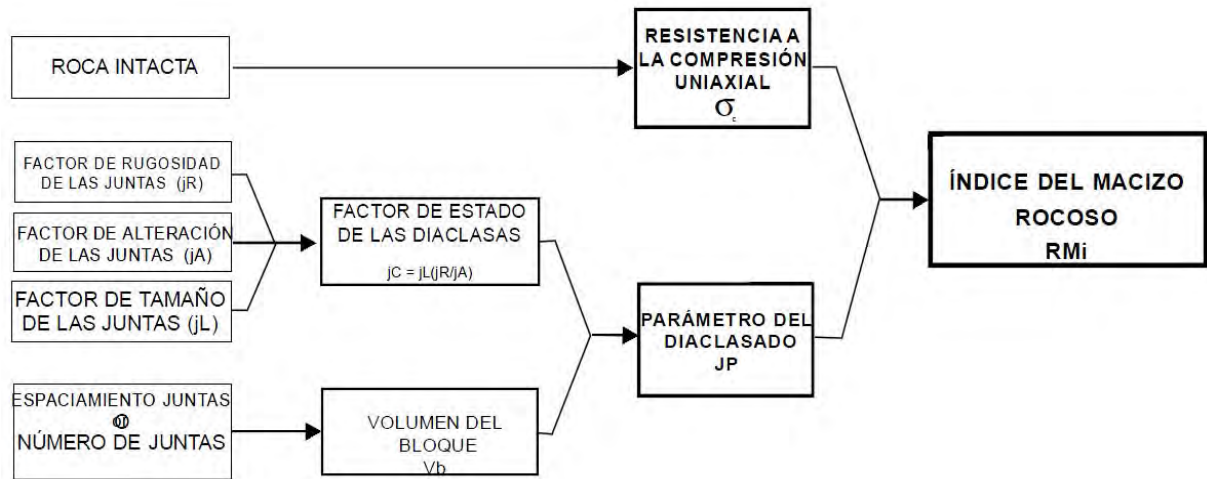 ROCA INTACTA
RESISTENCIA A
LA COMPRESIÓN
UNIAXIAL
σc
FACTOR DE RUGOSIDAD
DE LAS JUNTAS (jR)
FACTOR DE ALTERACIÓN
DE LAS JUNTAS (jA)
FACTOR DE TAMAÑO
DE LAS JUNTAS (jL)
FACTOR DE ESTADO
DE LAS DIACLASAS
jC = jL(jR/jA)
ESPACIAMIENTO JUNTAS
NÚMERO DE JUNTAS
VOLUMEN DEL
BLOQUE
Vb
PARÁMETRO DEL
DIACLASADO
JP
ÍNDICE DEL MACIZO
ROCOSO
RMi